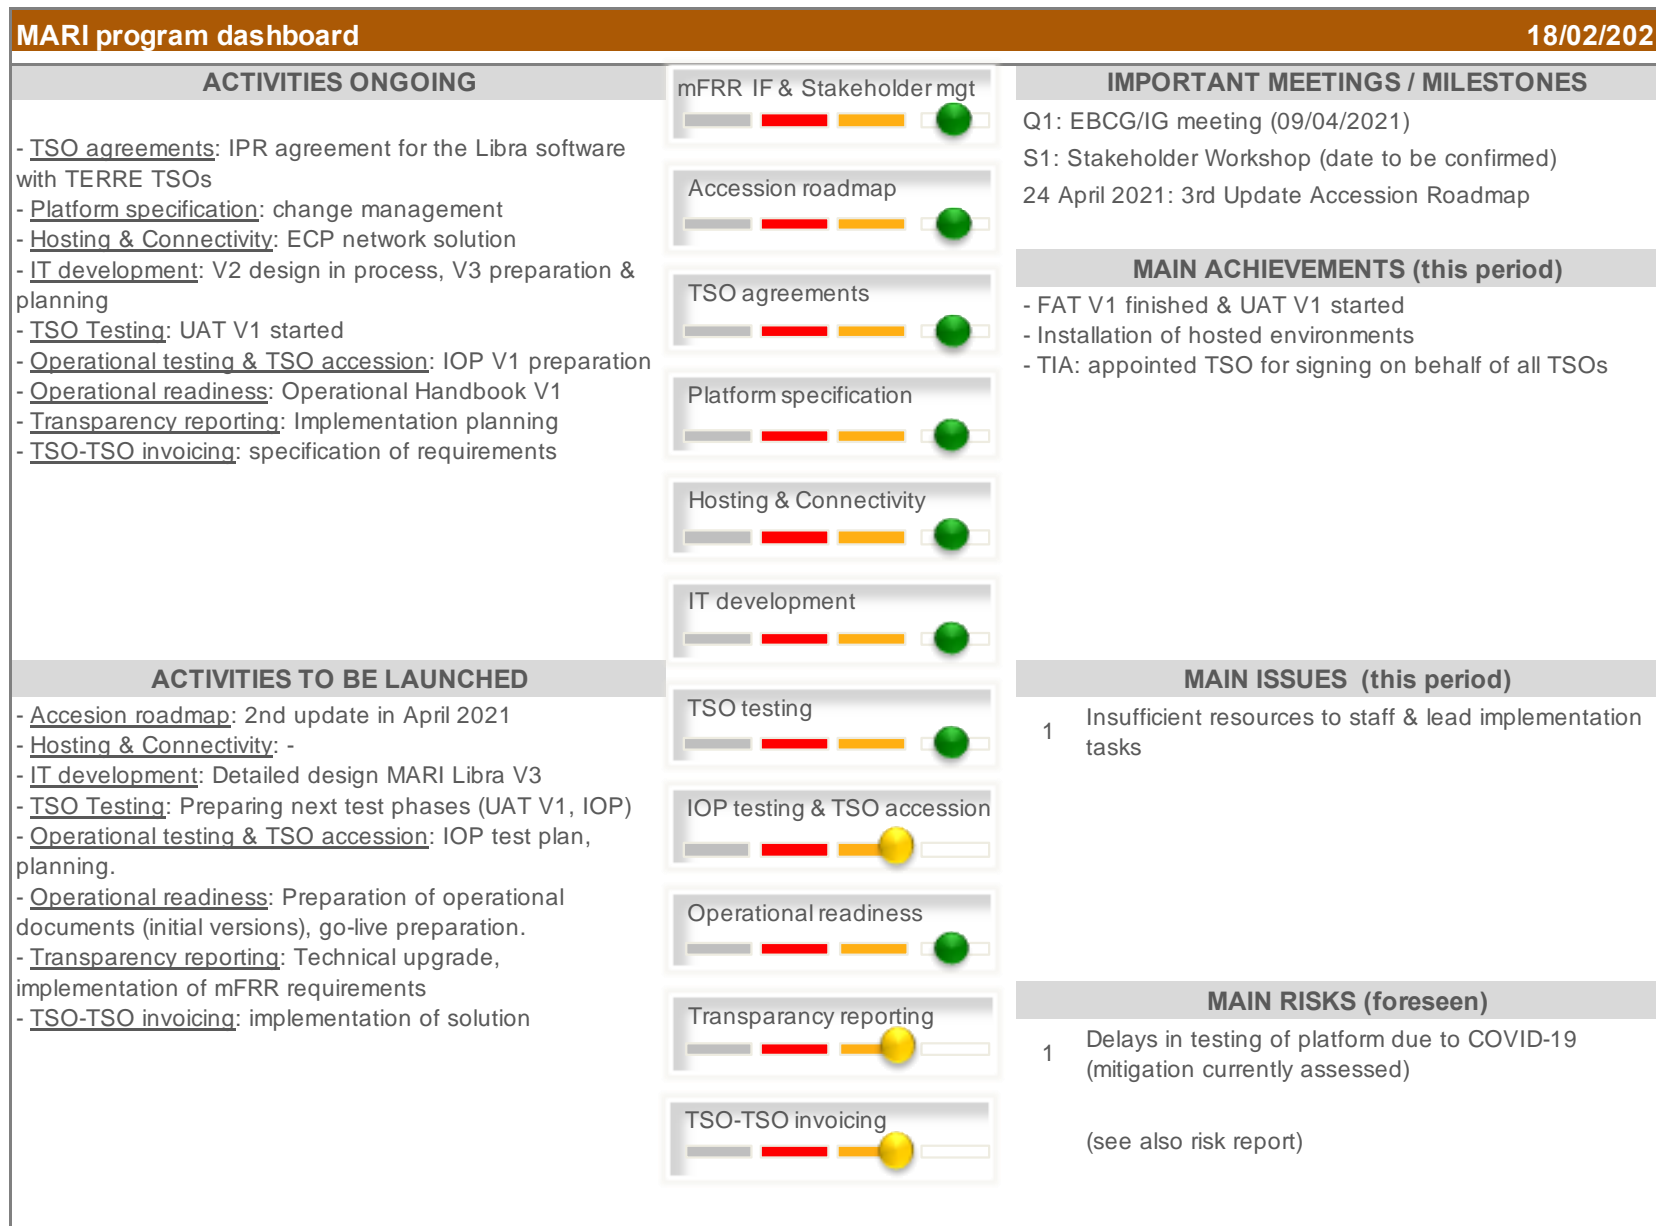 MARI program dashboard 18/02/202
ACTIVITIES ONGOING
- TSO agreements: IPR agreement for the Libra software
with TERRE TSOs
- Platform specification: change management
- Hosting & Connectivity: ECP network solution
- IT development: V2 design in process, V3 preparation &
planning
- TSO Testing: UAT V1 started
- Operational testing & TSO accession: IOP V1 preparation
- Operational readiness: Operational Handbook V1
- Transparency reporting: Implementation planning
- TSO-TSO invoicing: specification of requirements
ACTIVITIES TO BE LAUNCHED
- Accesion roadmap: 2nd update in April 2021
- Hosting & Connectivity: -
- IT development: Detailed design MARI Libra V3
- TSO Testing: Preparing next test phases (UAT V1, IOP)
- Operational testing & TSO accession: IOP test plan,
planning.
- Operational readiness: Preparation of operational
documents (initial versions), go-live preparation.
- Transparency reporting: Technical upgrade,
implementation of mFRR requirements
- TSO-TSO invoicing: implementation of solution
mFRR IF & Stakeholder mgt
Accession roadmap
TSO agreements
Platform specification
Hosting & Connectivity
IT development
TSO testing
IOP testing & TSO accession
Operational readiness
Transparancy reporting
TSO-TSO invoicing
IMPORTANT MEETINGS / MILESTONES
Q1: EBCG/IG meeting (09/04/2021)
S1: Stakeholder Workshop (date to be confirmed)
24 April 2021: 3rd Update Accession Roadmap
MAIN ACHIEVEMENTS (this period)
- FAT V1 finished & UAT V1 started
- Installation of hosted environments
- TIA: appointed TSO for signing on behalf of all TSOs
MAIN ISSUES (this period)
1 Insufficient resources to staff & lead implementation
tasks
MAIN RISKS (foreseen)
1 Delays in testing of platform due to COVID-19
(mitigation currently assessed)
(see also risk report)